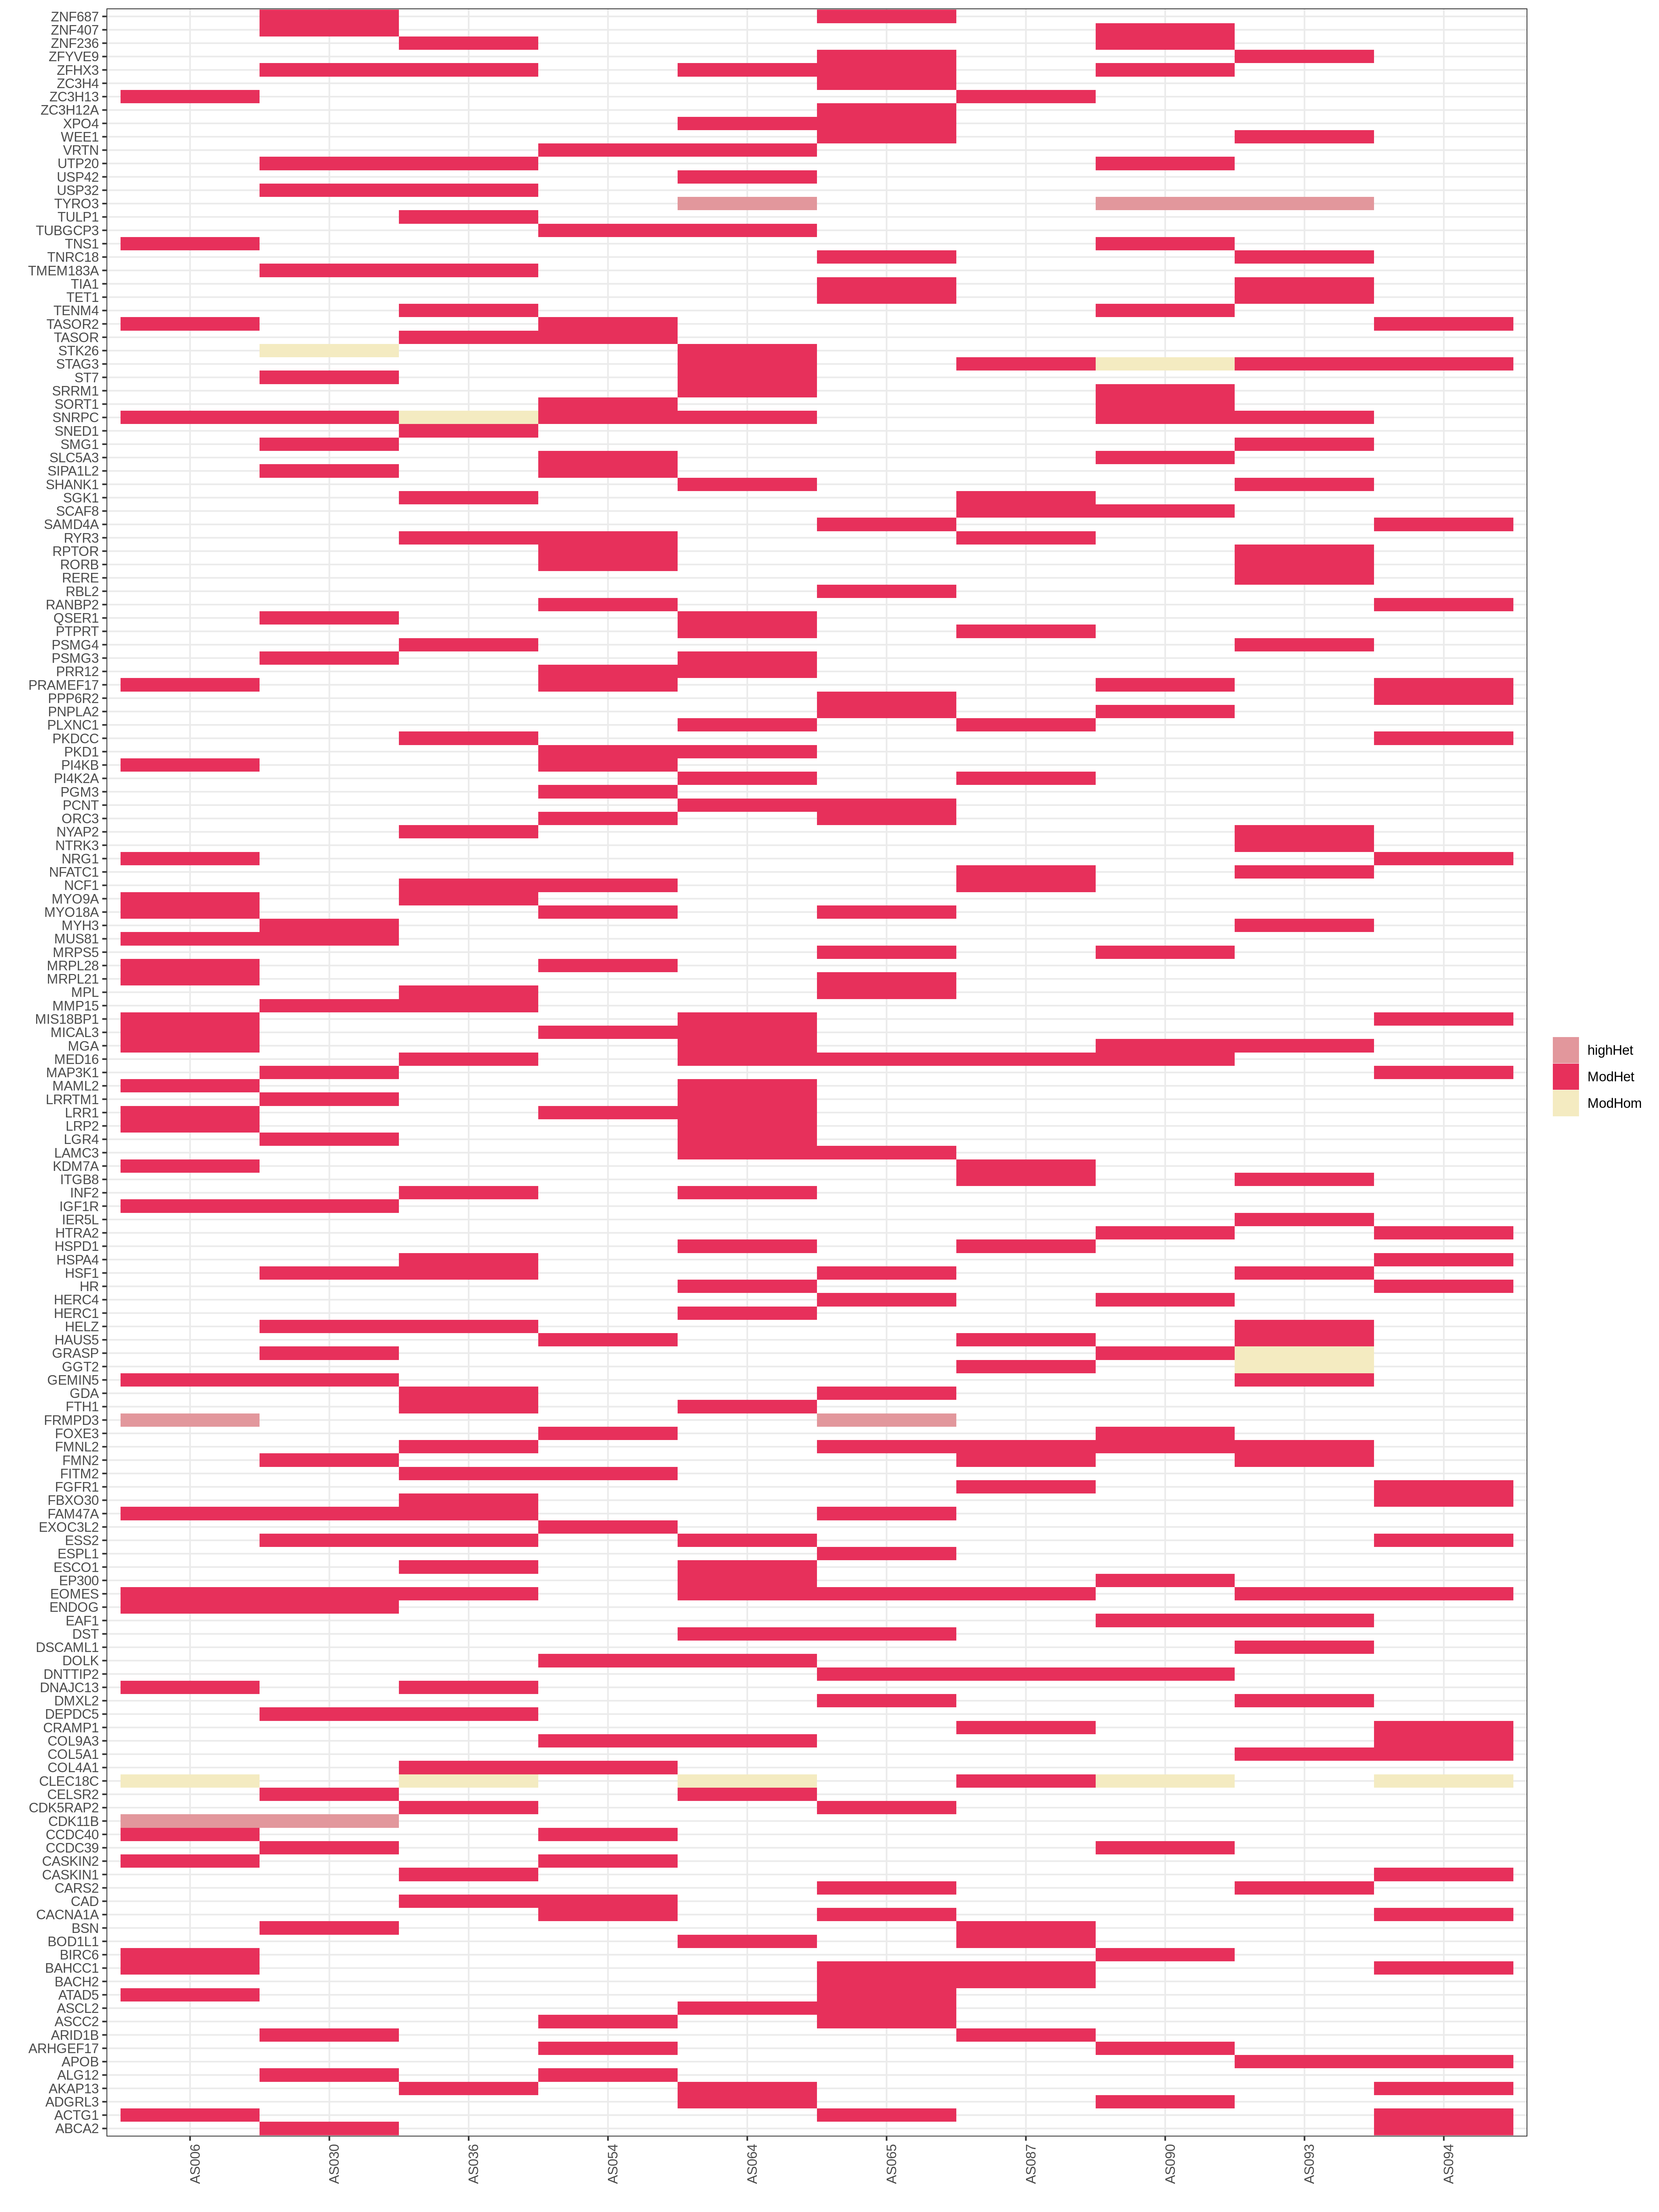 ZNF687
ZNF407
ZNF236
ZFYVE9
ZFHX3
ZC3H4
ZC3H13
ZC3H12A
XPO4
WEE1
VRTN
UTP20
USP42
USP32
TYRO3
TULP1
TUBGCP3
TNS1
TNRC18
TMEM183A
TIA1
TET1
TENM4
TASOR2
TASOR
STK26
STAG3
ST7
SRRM1
SORT1
SNRPC
SNED1
SMG1
SLC5A3
SIPA1L2
SHANK1
SGK1
SCAF8
SAMD4A
RYR3
RPTOR
RORB
RERE
RBL2
RANBP2
QSER1
PTPRT
PSMG4
PSMG3
PRR12
PRAMEF17
PPP6R2
PNPLA2
PLXNC1
PKDCC
PKD1
PI4KB
PI4K2A
PGM3
PCNT
ORC3
NYAP2
NTRK3
NRG1
NFATC1
NCF1
MYO9A
MYO18A
MYH3
MUS81
MRPS5
MRPL28
MRPL21
MPL
MMP15
MIS18BP1
MICAL3
MGA
MED16
MAP3K1
MAML2
LRRTM1
LRR1
LRP2
LGR4
LAMC3
KDM7A
ITGB8
INF2
IGF1R
IER5L
HTRA2
HSPD1
HSPA4
HSF1
HR
HERC4
HERC1
HELZ
HAUS5
GRASP
GGT2
GEMIN5
GDA
FTH1
FRMPD3
FOXE3
FMNL2
FMN2
FITM2
FGFR1
FBXO30
FAM47A
EXOC3L2
ESS2
ESPL1
ESCO1
EP300
EOMES
ENDOG
EAF1
DST
DSCAML1
DOLK
DNTTIP2
DNAJC13
DMXL2
DEPDC5
CRAMP1
COL9A3
COL5A1
COL4A1
CLEC18C
CELSR2
CDK5RAP2
CDK11B
CCDC40
CCDC39
CASKIN2
CASKIN1
CARS2
CAD
CACNA1A
BSN
BOD1L1
BIRC6
BAHCC1
BACH2
ATAD5
ASCL2
ASCC2
ARID1B
ARHGEF17
APOB
ALG12
AKAP13
ADGRL3
ACTG1
ABCA2
AS006
AS030
AS036
AS054
AS064
AS065
AS087
AS090
AS093
AS094
highHet
ModHet
ModHom